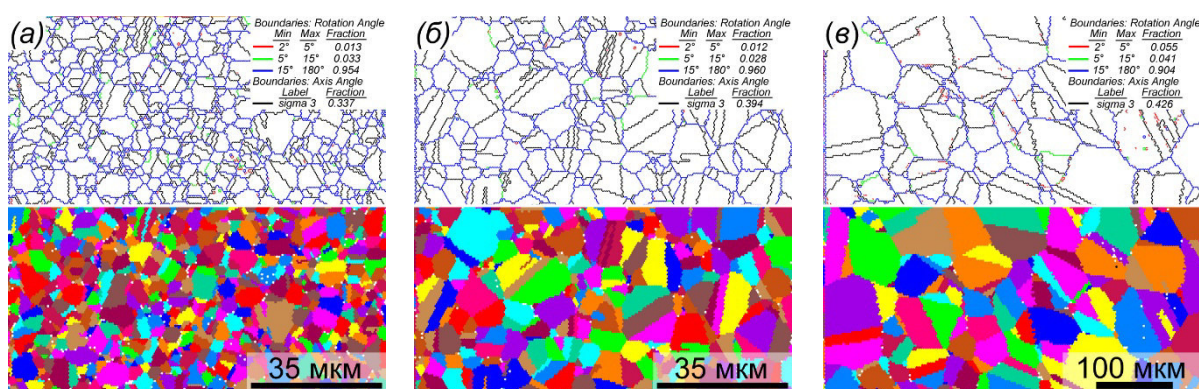 (а)
Boundaries: Rotation Angle
Min Max Fraction
2° 5° 0.013
5° 15° 0.033
15° 180° 0.954
Boundaries: Axis Angle
Label Fraction
sigma 3 0.337
35 мкм
(б)
Boundaries: Rotation Angle
Min Max Fraction
2° 5° 0.012
5° 15° 0.028
15° 180° 0.960
Boundaries: Axis Angle
Label Fraction
sigma 3 0.394
35 мкм
(в)
Boundaries: Rotation Angle
Min Max Fraction
2° 5° 0.055
5° 15° 0.041
15° 180° 0.904
Boundaries: Axis Angle
Label Fraction
sigma 3 0.426
100 мкм